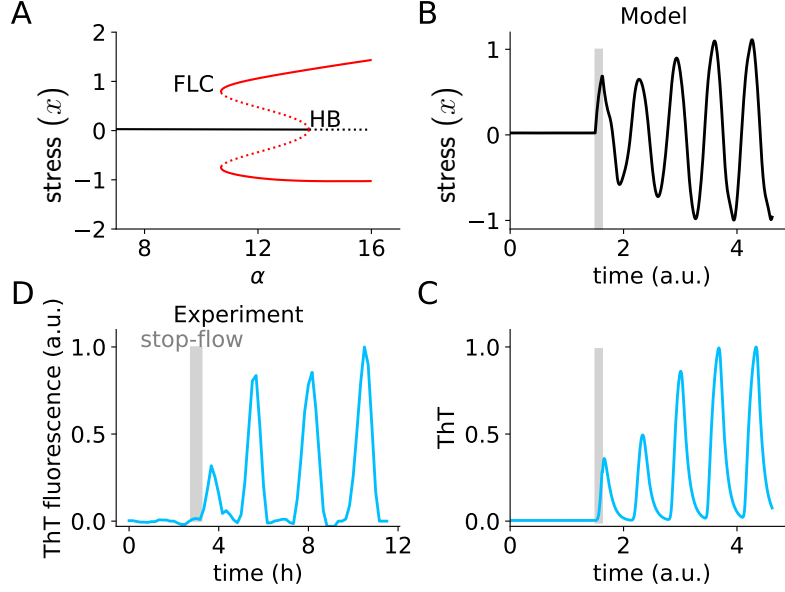 A
stress (x)
2
1
0
−1
−2
FLC
HB
8
12
16
α
B
Model
stress (x)
1
0
−1
0
2
4
time (a.u.)
D
Experiment
stop-flow
ThT fluorescence (a.u.)
1.0
0.5
0.0
0
4
8
12
time (h)
C
ThT
1.0
0.5
0.0
0
2
4
time (a.u.)